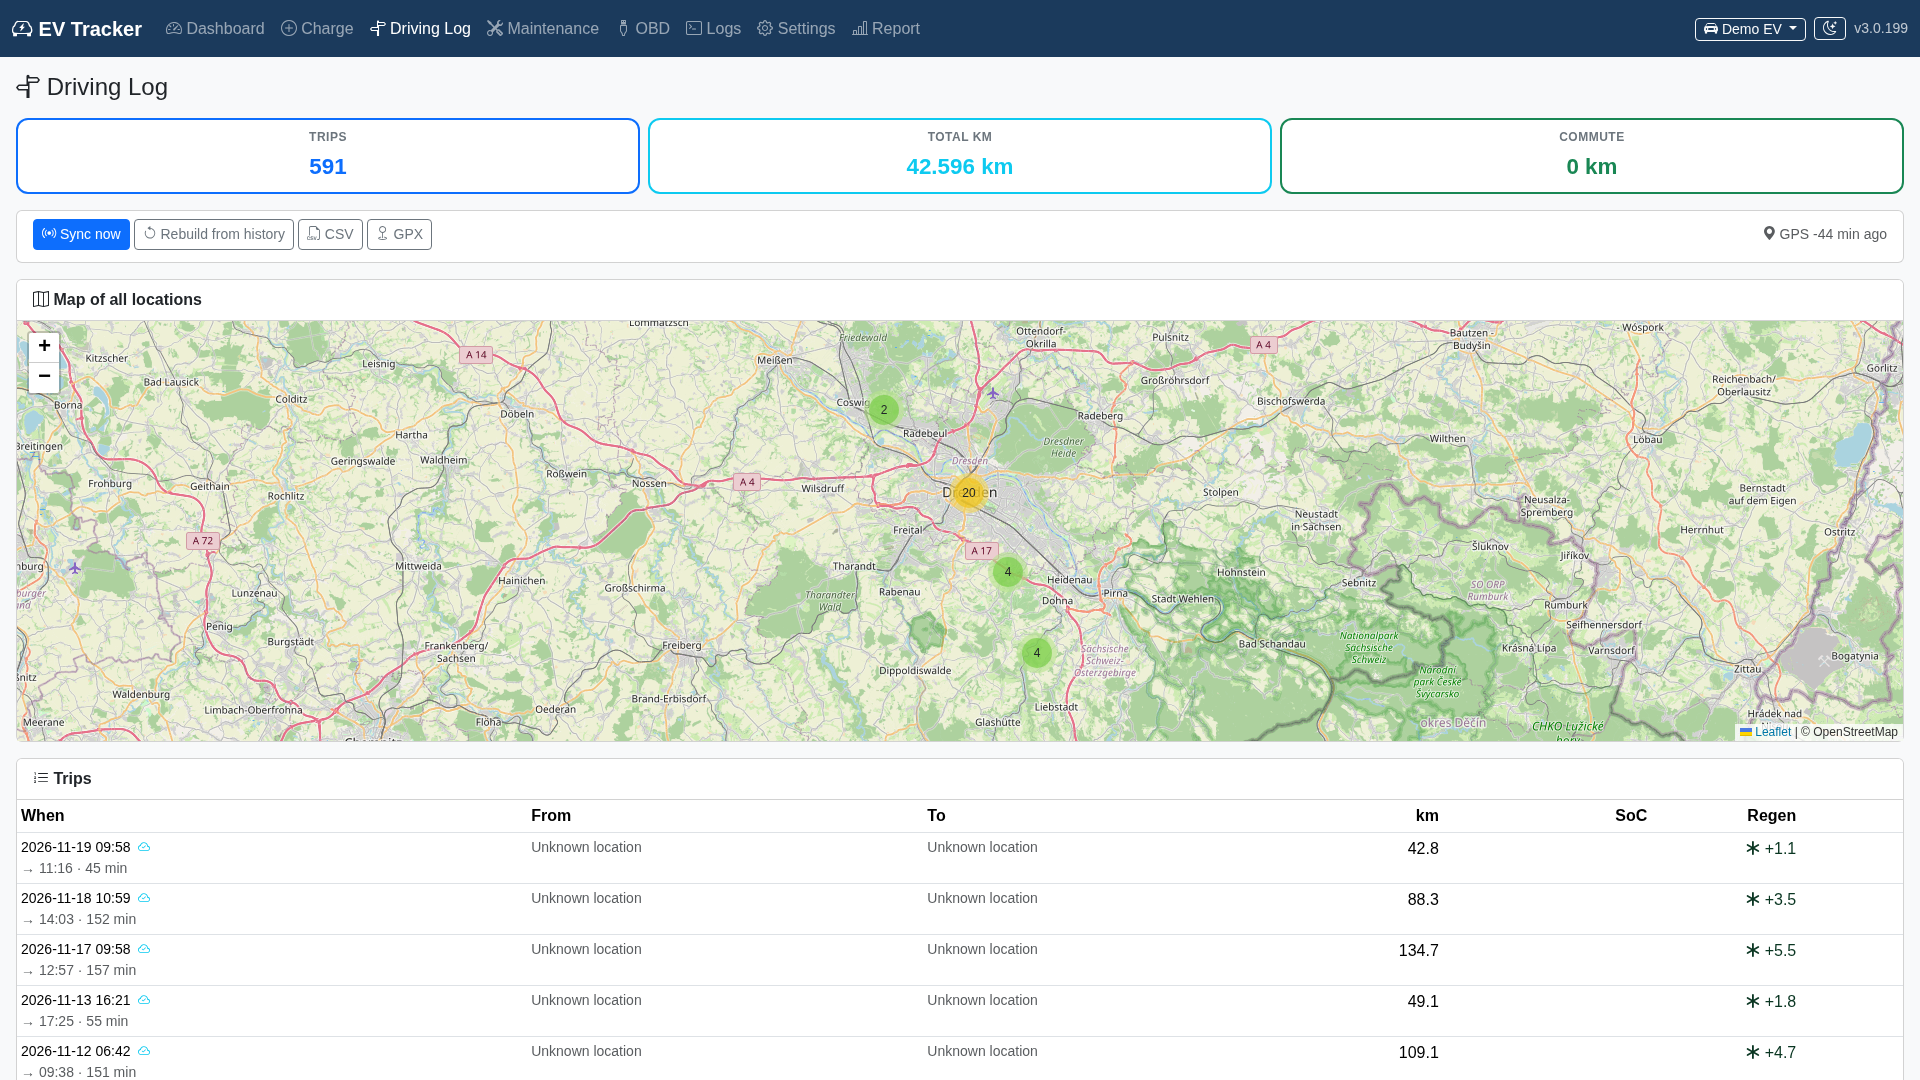 EV Tracker Dashboard Charge Driving Log Maintenance OBD Logs Settings Report Demo EV v3.0.199
Driving Log
TRIPS
591
TOTAL KM
42.596 km
COMMUTE
0 km
Sync now Rebuild from history CSV GPX GPS -44 min ago
Map of all locations
+
−
Lommatzsch
Friedewald
Ottendorf-
Okrilla
Pulsnitz
A 4
Bautzen -
Budyšin
- Wóspork
Kitzscher
Leisnig
A 14
Meißen
Görlitz
Bad Lausick
Großröhrsdorf
Reichenbach/
Oberlausitz
Borna
Colditz
Döbeln
Coswig
2
Radeberg
Bischofswerda
Hartha
Radebeul
Wilthen
Löbau
Breitingen
Geringswalde
Waldheim
Roßwein
Nossen
Dresdner
Heide
Dresden
Frohburg
Geithain
Rochlitz
A 4
Wilsdruff
20
Stolpen
Bernstadt
auf dem Eigen
Neustadt
in Sachsen
Neusalza-
Spremberg
Freital
Herrnhut
Ostritz
A 72
A 17
Šluknov
Jiříkov
nburg
Mittweida
Hainichen
Tharandt
4
Heidenau
Hohnstein
Sebnitz
SO ORP
Rumburk
Lunzenau
Großschirma
Tharandter
Wald
Rabenau
Dohna
Pirna
Stadt Wehlen
Rumburk
Penig
Burgstädt
Frankenberg/
Sachsen
Freiberg
4
Sächsische
Schweiz-
Osterzgebirge
Bad Schandau
Nationalpark
Sächsische
Schweiz
Seifhennersdorf
Krásná Lípa
Varnsdorf
Bogatynia
Zittau
Dippoldiswalde
Národní
park České
Švýcarsko
Waldenburg
Limbach-Oberfrohna
Oederan
Brand-Erbisdorf
Liebstadt
Meerane
Flöha
Glashütte
okres Děčín
CHKO Lužické
hory
Hrádek nad
Chemnitz
Leaflet | © OpenStreetMap
Trips
When From To km SoC Regen
2026-11-19 09:58 Unknown location Unknown location 42.8 +1.1
→ 11:16 · 45 min
2026-11-18 10:59 Unknown location Unknown location 88.3 +3.5
→ 14:03 · 152 min
2026-11-17 09:58 Unknown location Unknown location 134.7 +5.5
→ 12:57 · 157 min
2026-11-13 16:21 Unknown location Unknown location 49.1 +1.8
→ 17:25 · 55 min
2026-11-12 06:42 Unknown location Unknown location 109.1 +4.7
→ 09:38 · 151 min